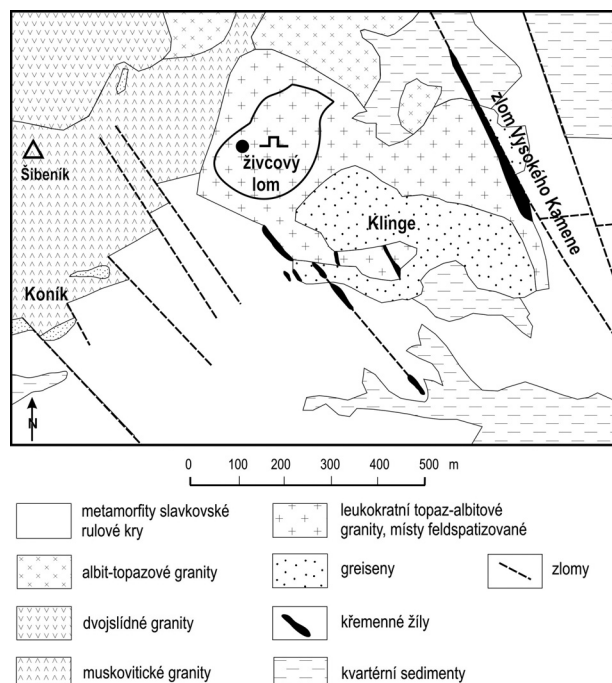 zlom Vysokého Kamene
živcový
lom
Šibeník
Klinge
Koník
N
0 100 200 300 400 500 m
metamorfity slavkovské
rulové kry
leukokratní topaz-albitové
granity, místy feldspatizované
albit-topazové granity
greiseny
zlomy
dvojslídné granity
křemenné žíly
muskovitické granity
kvartérní sedimenty